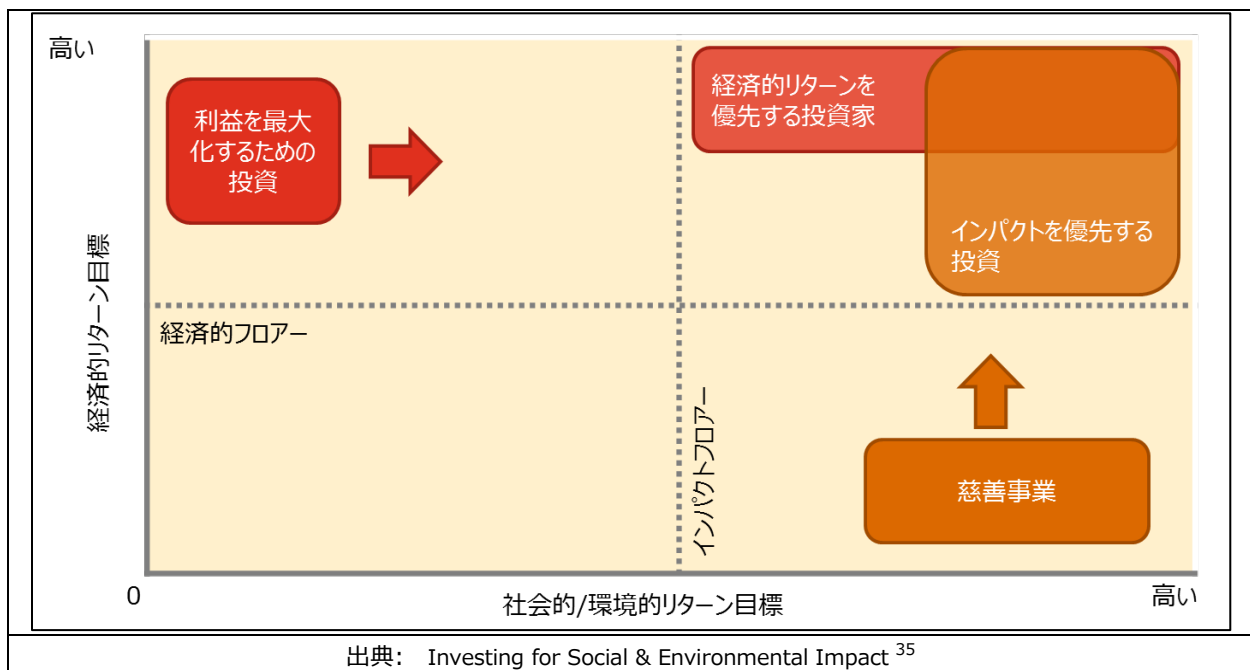 高い
利益を最大
化するための
投資
経済的リターンを
優先する投資家
インパクトを優先する
投資
経済的リターン目標
経済的フロアー
インパクトフロアー
慈善事業
0
社会的/環境的リターン目標
高い
出典: Investing for Social & Environmental Impact 35